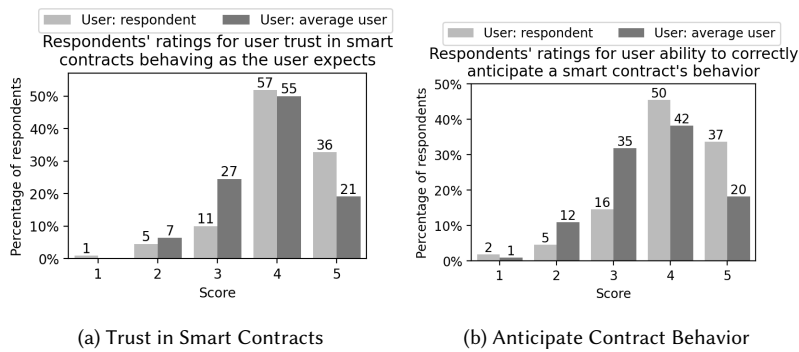 User: respondent User: average user
Respondents' ratings for user trust in smart
contracts behaving as the user expects
Percentage of respondents
50%
40%
30%
20%
10%
0%
1
5 7
11 27
57 55
36 21
1 2 3 4 5
Score
(a) Trust in Smart Contracts
User: respondent User: average user
Respondents' ratings for user ability to correctly
anticipate a smart contract's behavior
Percentage of respondents
50%
40%
30%
20%
10%
0%
2 1
5 12
16 35
50 42
37 20
1 2 3 4 5
Score
(b) Anticipate Contract Behavior